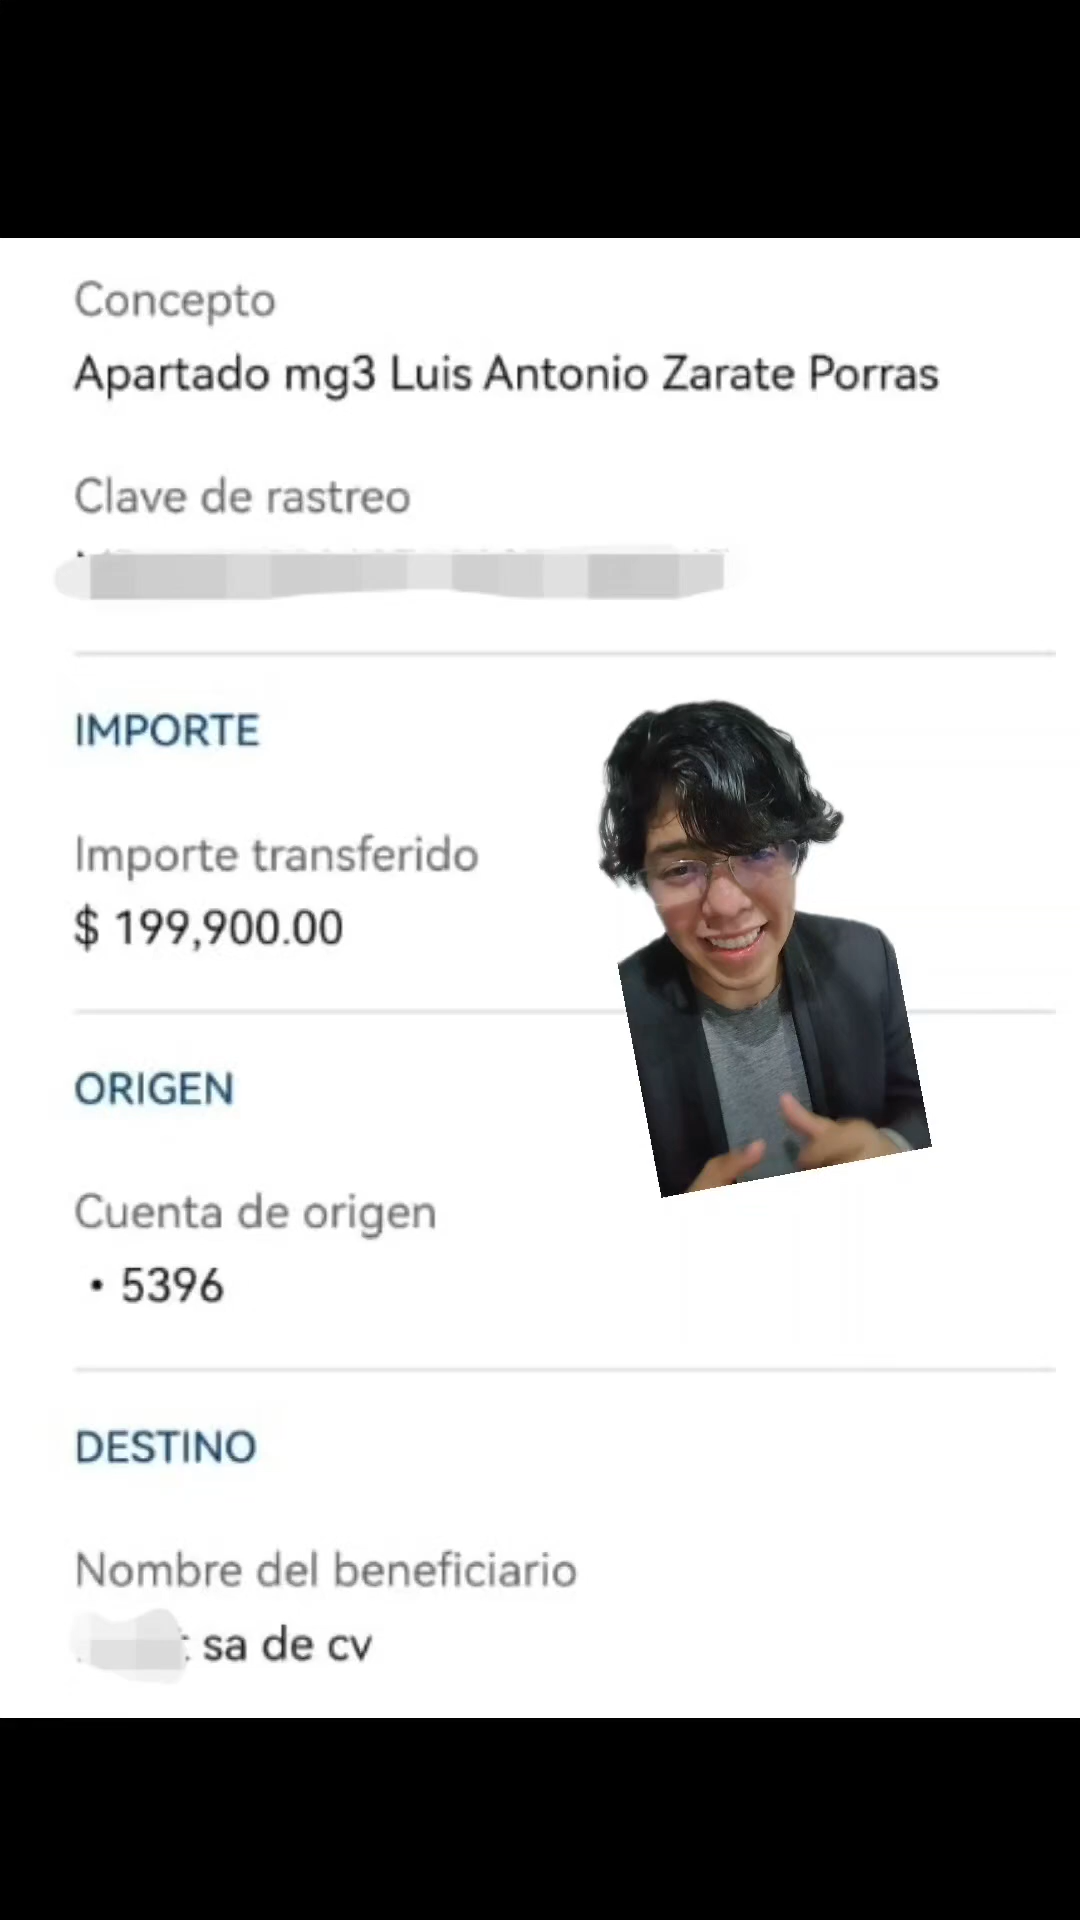 Concepto
Apartado mg3 Luis Antonio Zarate Porras
Clave de rastreo
IMPORTE
Importe transferido
$ 199,900.00
ORIGEN
Cuenta de origen
• 5396
DESTINO
Nombre del beneficiario
sa de cv